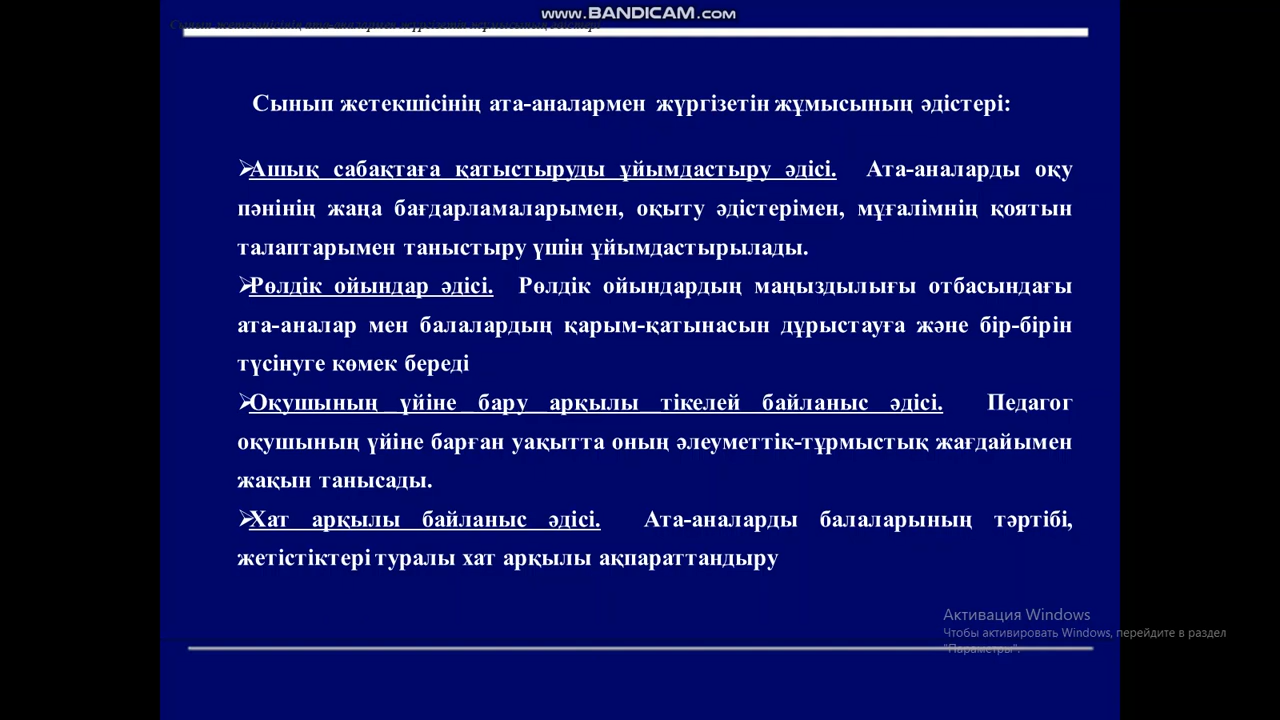 www.BANDICAM.com
Сынып жетекшісінің ата-аналармен жүргізетін жұмысының әдістері:
➢Ашық сабақтаға қатыстыруды ұйымдастыру әдісі. Ата-аналарды оқу
пәнінің жаңа бағдарламаларымен, оқыту әдістерімен, мұғалімнің қоятын
талаптарымен таныстыру үшін ұйымдастырылады.
➢Рөлдік ойындар әдісі. Рөлдік ойындардың маңыздылығы отбасындағы
ата-аналар мен балалардың қарым-қатынасын дұрыстауға және бір-бірін
түсінуге көмек береді
➢Оқушының үйіне бару арқылы тікелей байланыс әдісі. Педагог
оқушының үйіне барған уақытта оның әлеуметтік-тұрмыстық жағдайымен
жақын танысады.
➢Хат арқылы байланыс әдісі. Ата-аналарды балаларының тәртібі,
жетістіктері туралы хат арқылы ақпараттандыру
Активация Windows
Чтобы активировать Windows, перейдите в раздел
"Параметры".